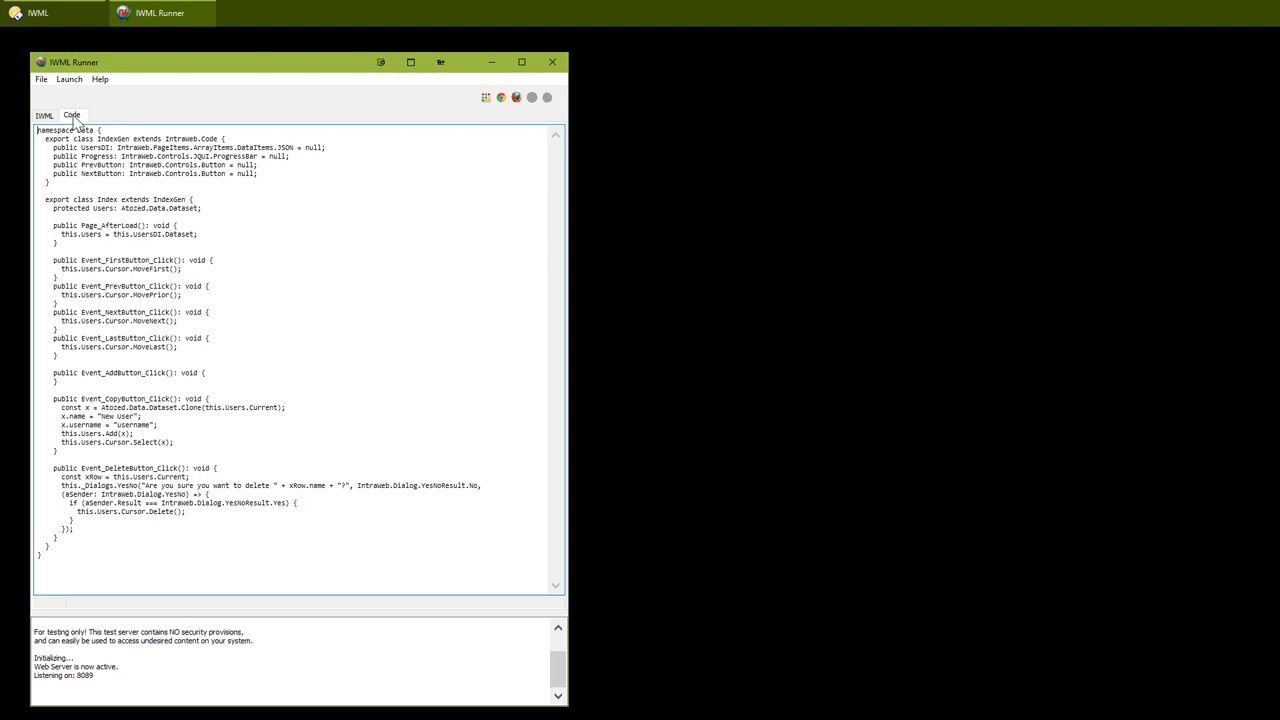 IWML
IWML Runner
IWML Runner
File Launch Help
IWML
Code
namespace Data {
export class IndexGen extends IntraWeb.Code {
public UsersDI: IntraWeb.PageItems.ArrayItems.DataItems.JSON = null;
public Progress: IntraWeb.Controls.JQUI.ProgressBar = null;
public PrevButton: IntraWeb.Controls.Button = null;
public NextButton: IntraWeb.Controls.Button = null;
}
export class Index extends IndexGen {
protected Users: Atozed.Data.Dataset;
public Page_AfterLoad(): void {
this.Users = this.UsersDI.Dataset;
}
public Event_FirstButton_Click(): void {
this.Users.Cursor.MoveFirst();
}
public Event_PrevButton_Click(): void {
this.Users.Cursor.MovePrior();
}
public Event_NextButton_Click(): void {
this.Users.Cursor.MoveNext();
}
public Event_LastButton_Click(): void {
this.Users.Cursor.MoveLast();
}
public Event_AddButton_Click(): void {
}
public Event_CopyButton_Click(): void {
const x = Atozed.Data.Dataset.Clone(this.Users.Current);
x.name = "New User";
x.username = "username";
this.Users.Add(x);
this.Users.Cursor.Select(x);
}
public Event_DeleteButton_Click(): void {
const xRow = this.Users.Current;
this._Dialogs.YesNo("Are you sure you want to delete " + xRow.name + "?", IntraWeb.Dialog.YesNoResult.No,
(aSender: IntraWeb.Dialog.YesNo) => {
if (aSender.Result === IntraWeb.Dialog.YesNoResult.Yes) {
this.Users.Cursor.Delete();
}
});
}
}
}
For testing only! This test server contains NO security provisions,
and can easily be used to access undesired content on your system.
Initializing...
Web Server is now active.
Listening on: 8089